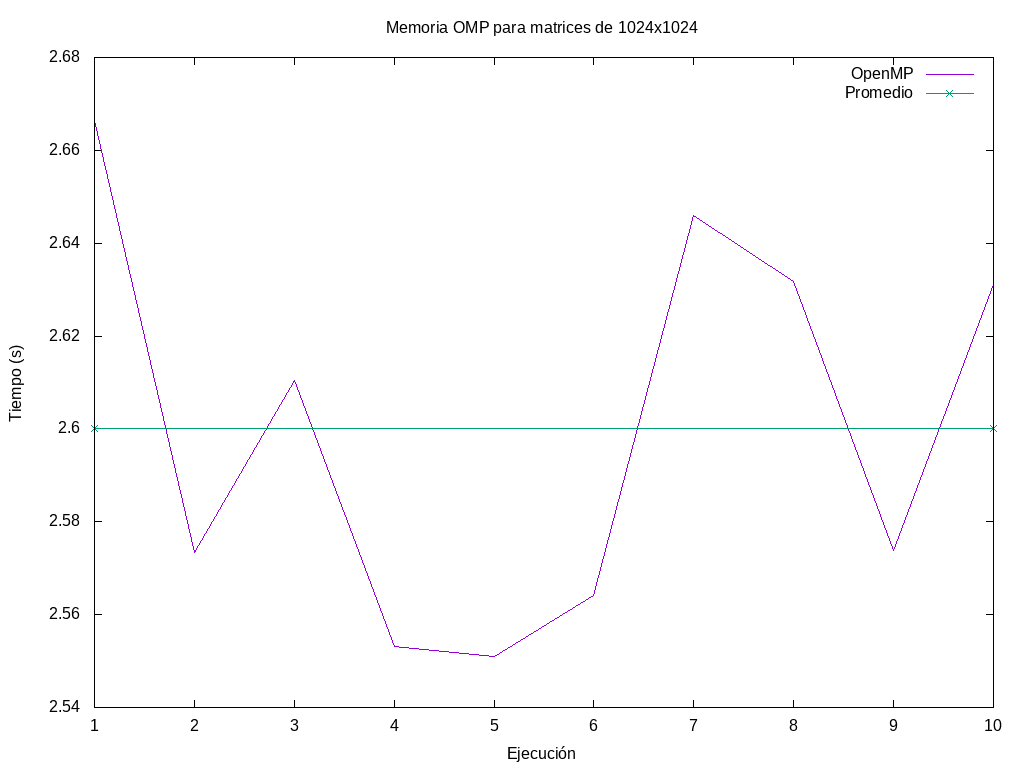 Memoria OMP para matrices de 1024x1024
OpenMP
Promedio
2.68
2.66
2.64
2.62
2.6
2.58
2.56
2.54
Tiempo (s)
1 2 3 4 5 6 7 8 9 10
Ejecución